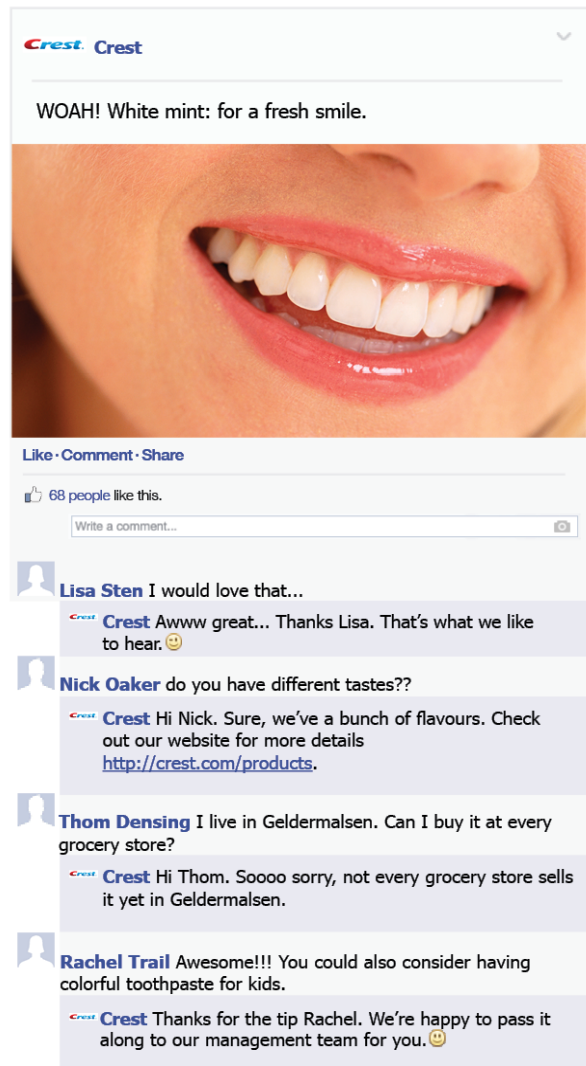 Crest Crest
WOAH! White mint: for a fresh smile.
Like · Comment · Share
68 people like this.
Write a comment...
Lisa Sten I would love that...
Crest Crest Awww great... Thanks Lisa. That's what we like
to hear.
Nick Oaker do you have different tastes??
Crest Crest Hi Nick. Sure, we've a bunch of flavours. Check
out our website for more details
http://crest.com/products.
Thom Densing I live in Geldermalsen. Can I buy it at every
grocery store?
Crest Crest Hi Thom. Soooo sorry, not every grocery store sells
it yet in Geldermalsen.
Rachel Trail Awesome!!! You could also consider having
colorful toothpaste for kids.
Crest Crest Thanks for the tip Rachel. We're happy to pass it
along to our management team for you.